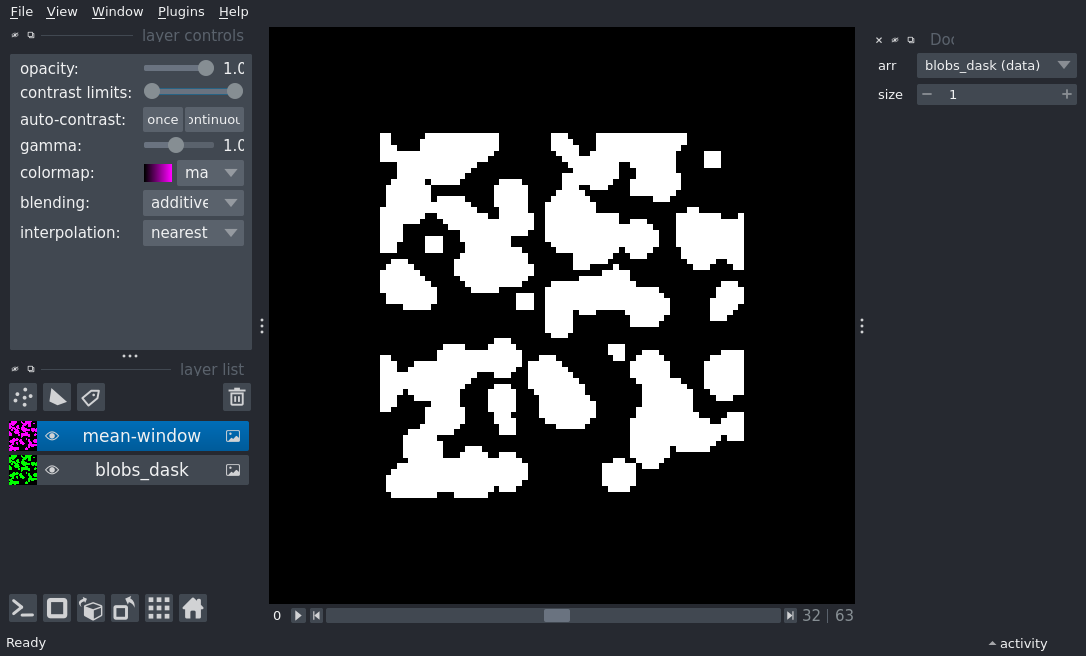 File View Window Plugins Help
layer controls
opacity: 1.0
contrast limits:
auto-contrast: once ontinuou
gamma: 1.0
colormap: ma
blending: additive
interpolation: nearest
layer list
mean-window
blobs_dask
0 32 | 63
Ready
arr blobs_dask (data)
size 1
activity